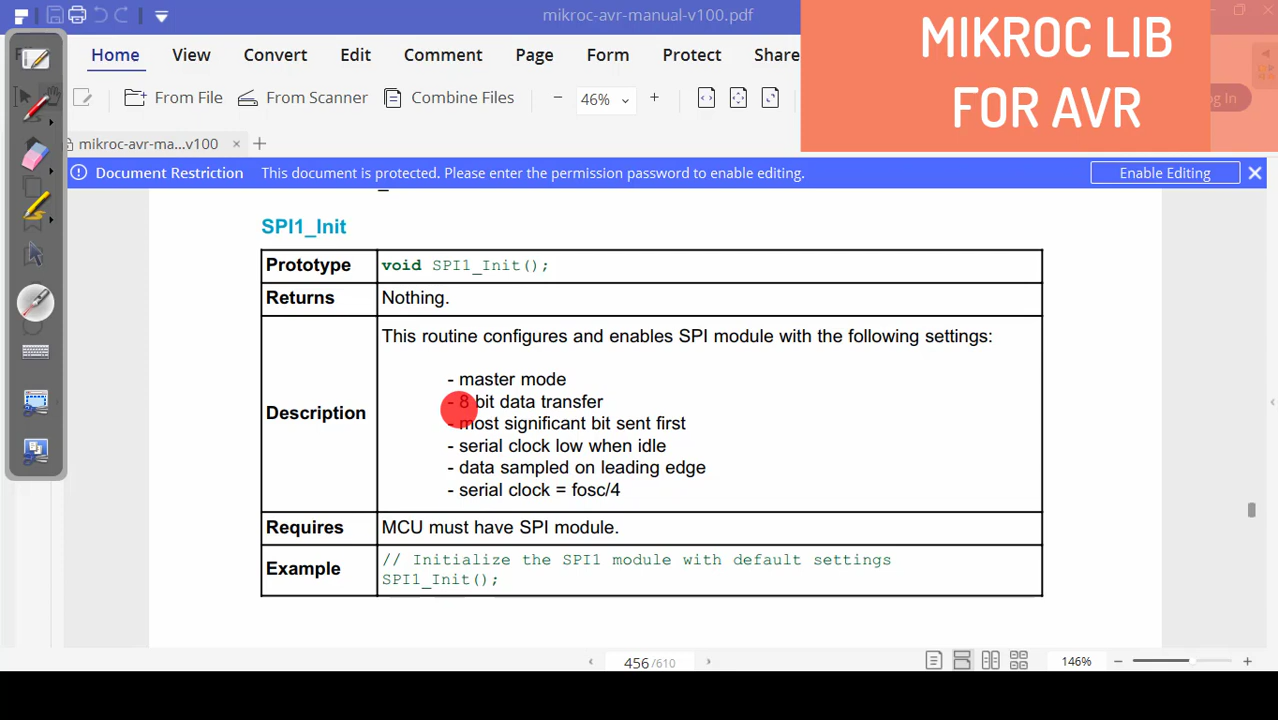 mikroc-avr-manual-v100.pdf
MIKROC LIB
FOR AVR
Home View Convert Edit Comment Page Form Protect Share
From File From Scanner Combine Files 46%
mikroc-avr-ma...v100
Document Restriction This document is protected. Please enter the permission password to enable editing. Enable Editing
SPI1_Init
Prototype void SPI1_Init();
Returns Nothing.
Description This routine configures and enables SPI module with the following settings:
- master mode
- 8 bit data transfer
- most significant bit sent first
- serial clock low when idle
- data sampled on leading edge
- serial clock = fosc/4
Requires MCU must have SPI module.
Example // Initialize the SPI1 module with default settings
SPI1_Init();
456 /610 146%